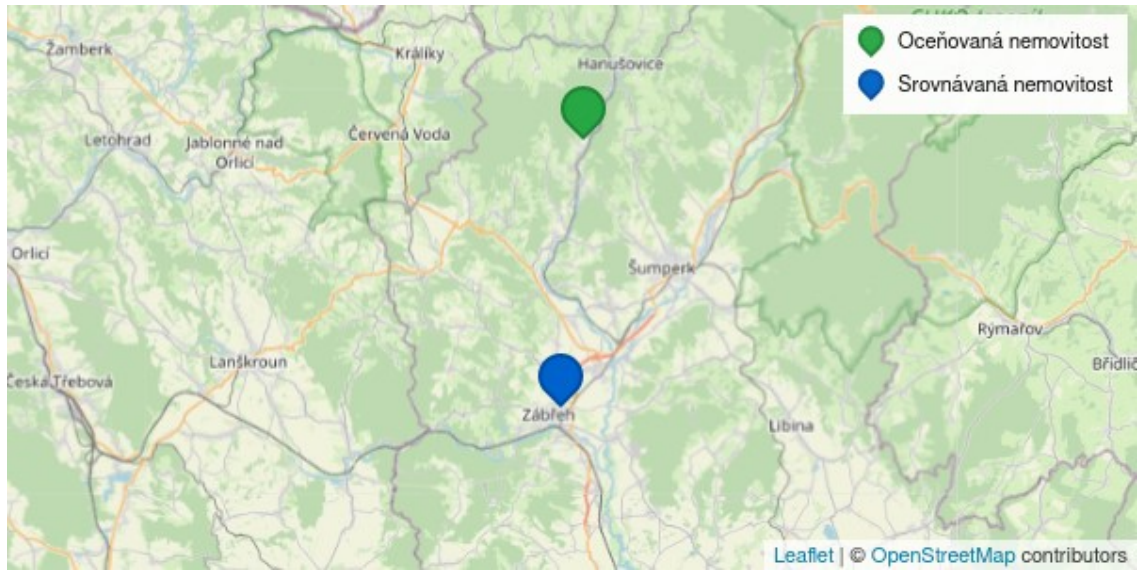 Žamberk
Králíky
Hanušovice
Oceňovaná nemovitost
Srovnávaná nemovitost
Letohrad
Jablonné nad
Orlicí
Červená Voda
Orlicí
Šumperk
Rýmařov
Lanškroun
Česká Třebová
Břidlič
Zábřeh
Libina
Leaflet | © OpenStreetMap contributors